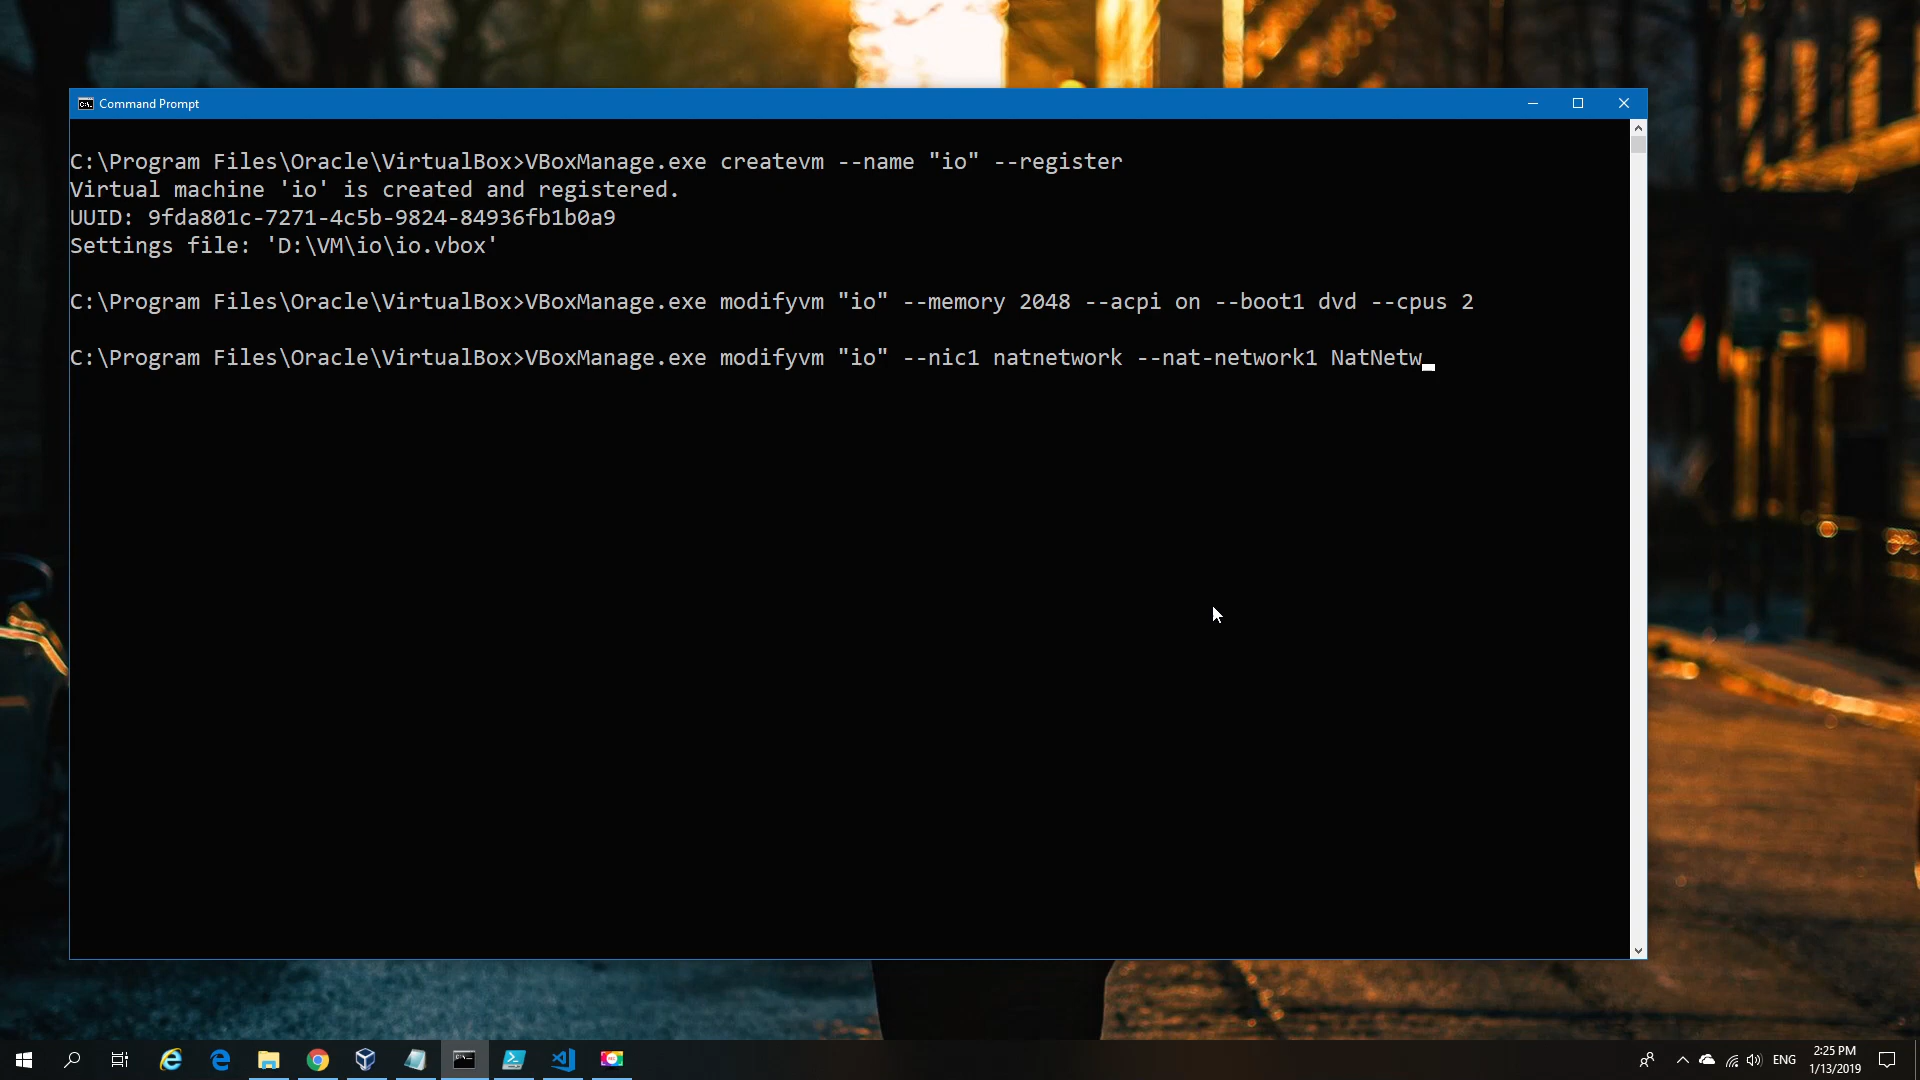 Command Prompt
C:\Program Files\Oracle\VirtualBox>VBoxManage.exe createvm --name "io" --register
Virtual machine 'io' is created and registered.
UUID: 9fda801c-7271-4c5b-9824-84936fb1b0a9
Settings file: 'D:\VM\io\io.vbox'
C:\Program Files\Oracle\VirtualBox>VBoxManage.exe modifyvm "io" --memory 2048 --acpi on --boot1 dvd --cpus 2
C:\Program Files\Oracle\VirtualBox>VBoxManage.exe modifyvm "io" --nic1 natnetwork --nat-network1 NatNetw
ENG
2:25 PM
1/13/2019